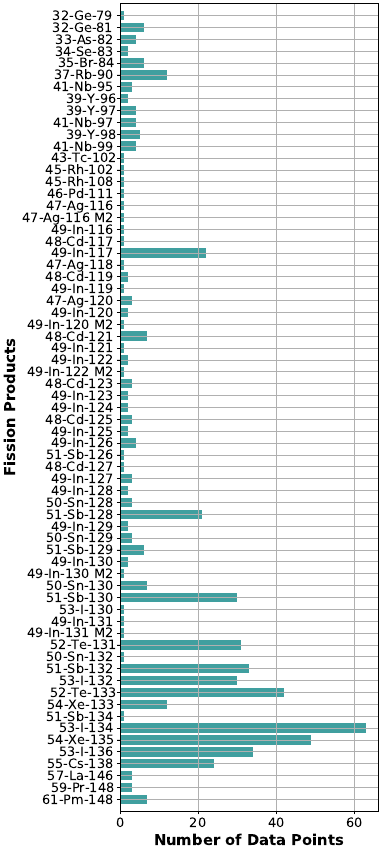 32-Ge-79
32-Ge-81
33-As-82
34-Se-83
35-Br-84
37-Rb-90
41-Nb-95
39-Y-96
39-Y-97
41-Nb-97
39-Y-98
41-Nb-99
43-Tc-102
45-Rh-102
45-Rh-108
46-Pd-111
47-Ag-116
47-Ag-116 M2
49-In-116
48-Cd-117
49-In-117
47-Ag-118
48-Cd-119
49-In-119
47-Ag-120
49-In-120
49-In-120 M2
48-Cd-121
49-In-121
49-In-122
49-In-122 M2
48-Cd-123
49-In-123
49-In-124
48-Cd-125
49-In-125
49-In-126
51-Sb-126
48-Cd-127
49-In-127
49-In-128
50-Sn-128
51-Sb-128
49-In-129
50-Sn-129
51-Sb-129
49-In-130
49-In-130 M2
50-Sn-130
51-Sb-130
53-I-130
49-In-131
49-In-131 M2
52-Te-131
50-Sn-132
51-Sb-132
53-I-132
52-Te-133
54-Xe-133
51-Sb-134
53-I-134
54-Xe-135
53-I-136
55-Cs-138
57-La-146
59-Pr-148
61-Pm-148
Fission Products
0 20 40 60
Number of Data Points